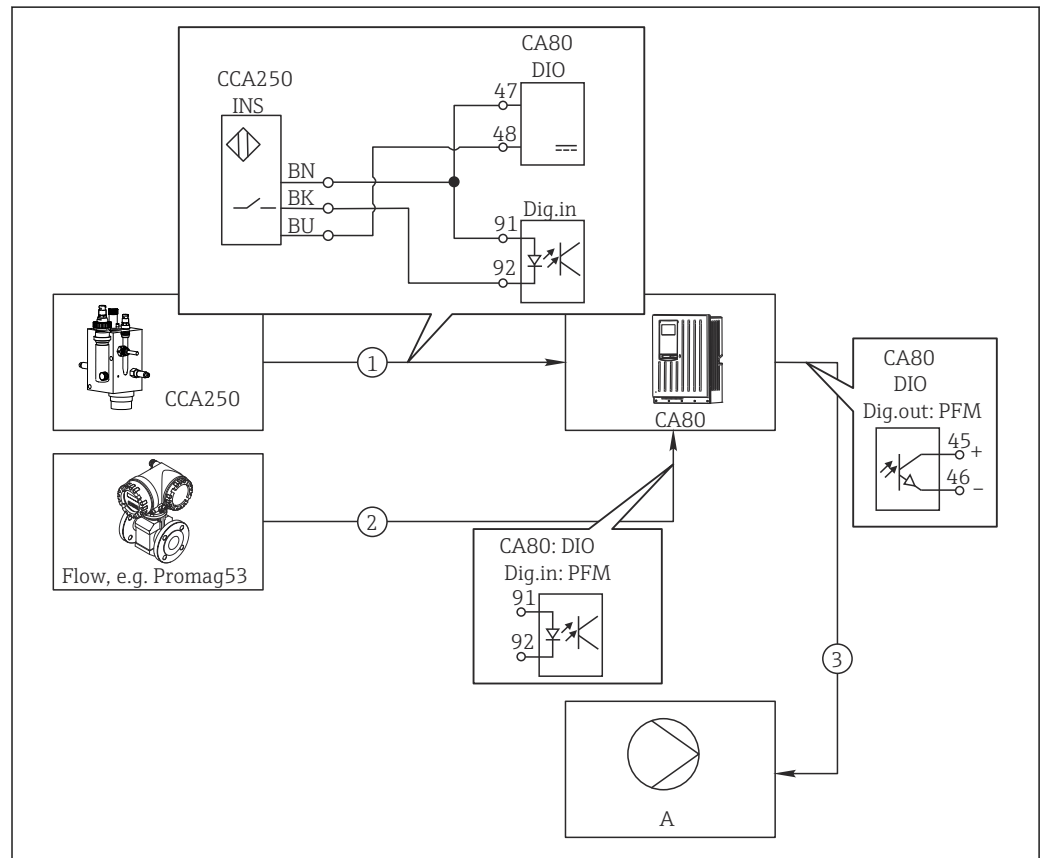 CA80
DIO
CCA250
INS
47
48
BN
BK
BU
Dig.in
91
92
CCA250
1
CA80
CA80
DIO
Dig.out: PFM
45
+
46
−
Flow, e.g. Promag53
2
CA80: DIO
Dig.in: PFM
91
92
3
A